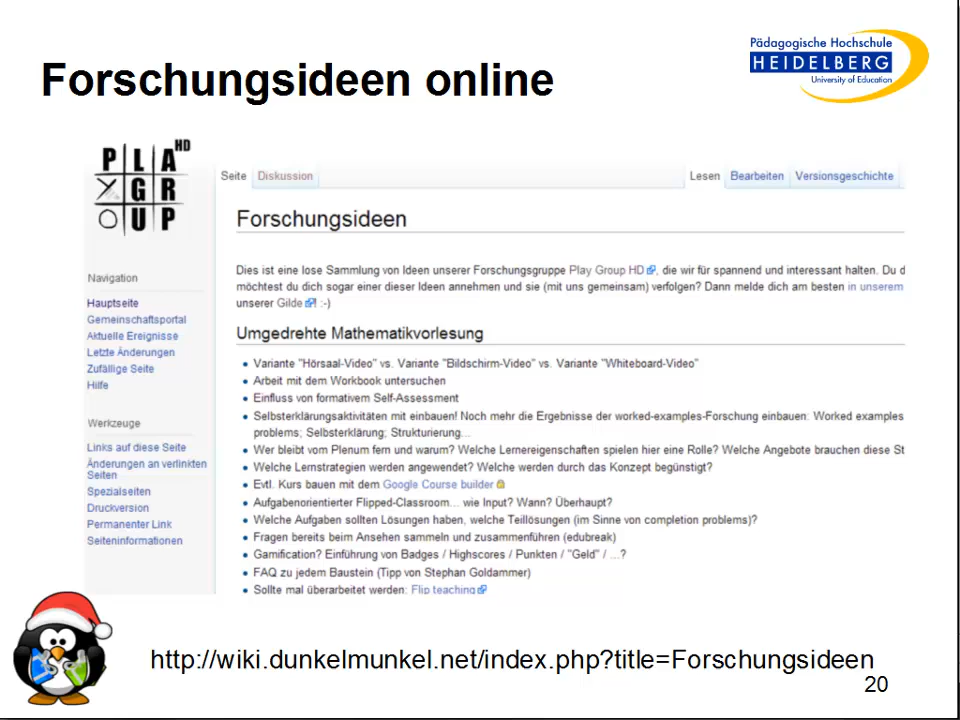 Forschungsideen online
Pädagogische Hochschule
HEIDELBERG
University of Education
HD
PLA
GR
UP
Seite Diskussion Lesen Bearbeiten Versionsgeschichte
Forschungsideen
Dies ist eine lose Sammlung von Ideen unserer Forschungsgruppe Play Group HD, die wir für spannend und interessant halten. Du d
möchtest du dich sogar einer dieser Ideen annehmen und sie (mit uns gemeinsam) verfolgen? Dann melde dich am besten in unserem
unserer Gilde! :-)
Navigation
Hauptseite
Gemeinschaftsportal
Aktuelle Ereignisse
Letzte Änderungen
Zufällige Seite
Hilfe
Werkzeuge
Links auf diese Seite
Änderungen an verlinkten
Seiten
Spezialseiten
Druckversion
Permanenter Link
Seiteninformationen
Umgedrehte Mathematikvorlesung
Variante "Hörsaal-Video" vs. Variante "Bildschirm-Video" vs. Variante "Whiteboard-Video"
Arbeit mit dem Workbook untersuchen
Einfluss von formativem Self-Assessment
Selbsterklärungsaktivitäten mit einbauen! Noch mehr die Ergebnisse der worked-examples-Forschung einbauen: Worked examples
problems; Selbsterklärung; Strukturierung...
Wer bleibt vom Plenum fern und warum? Welche Lernereigenschaften spielen hier eine Rolle? Welche Angebote brauchen diese St
Welche Lernstrategien werden angewendet? Welche werden durch das Konzept begünstigt?
Evtl. Kurs bauen mit dem Google Course builder
Aufgabenorientierter Flipped-Classroom... wie Input? Wann? Überhaupt?
Welche Aufgaben sollten Lösungen haben, welche Teillösungen (im Sinne von completion problems)?
Fragen bereits beim Ansehen sammeln und zusammenführen (edubreak)
Gamification? Einführung von Badges / Highscores / Punkten / "Geld" / ...?
FAQ zu jedem Baustein (Tipp von Stephan Goldammer)
Sollte mal überarbeitet werden: Flip teaching
http://wiki.dunkelmunkel.net/index.php?title=Forschungsideen
20